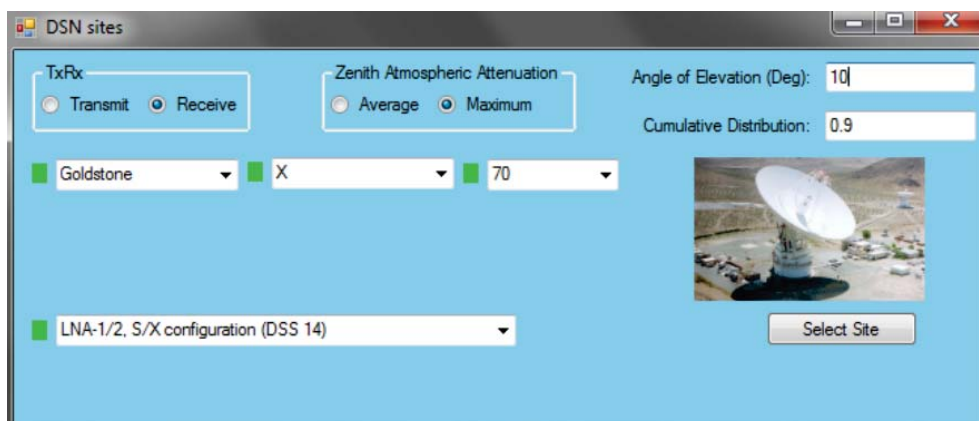 DSN sites
TxRx
Transmit Receive
Zenith Atmospheric Attenuation
Average Maximum
Angle of Elevation (Deg): 10
Cumulative Distribution: 0.9
Goldstone X 70
LNA-1/2, S/X configuration (DSS 14)
Select Site